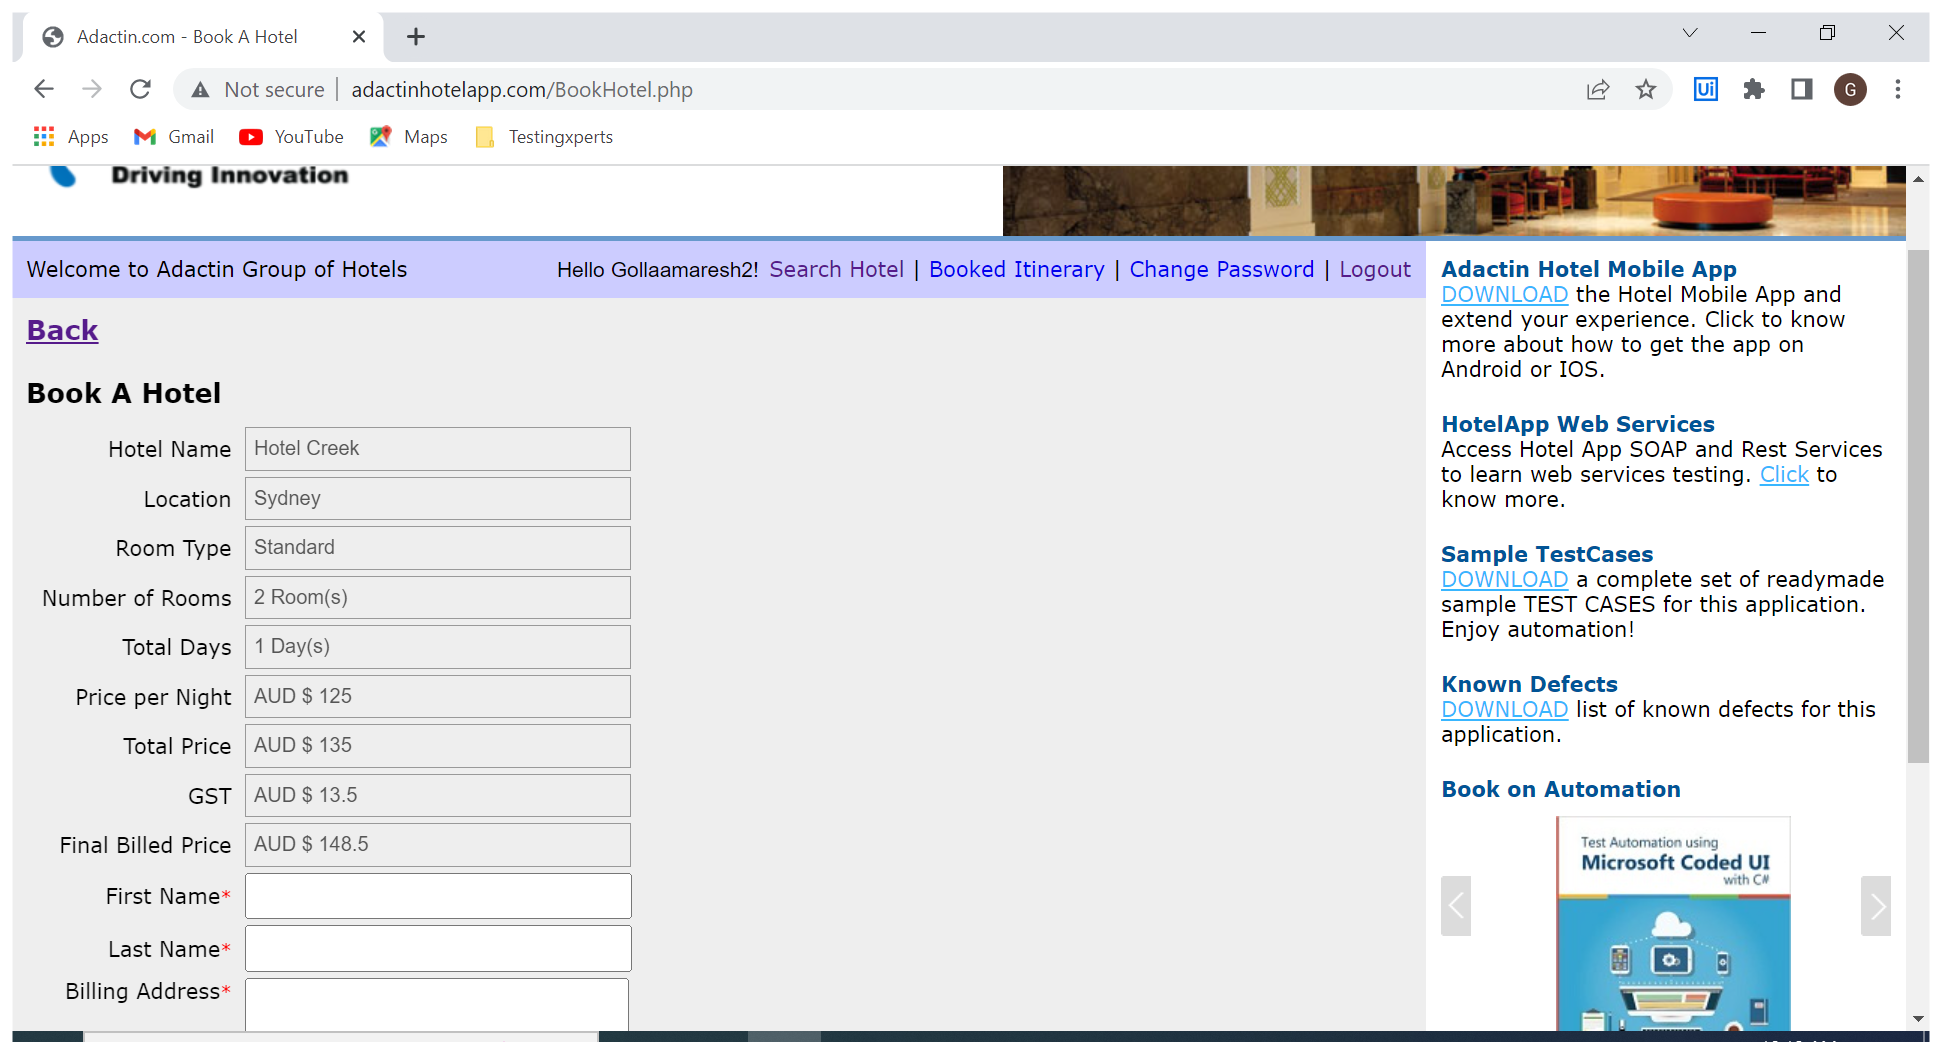 Adactin.com - Book A Hotel
Not secure | adactinhotelapp.com/BookHotel.php
Ui
G
Apps Gmail YouTube Maps Testingxperts
Driving Innovation
Welcome to Adactin Group of Hotels Hello Gollaamaresh2! Search Hotel | Booked Itinerary | Change Password | Logout
Back
Book A Hotel
Hotel Name Hotel Creek
Location Sydney
Room Type Standard
Number of Rooms 2 Room(s)
Total Days 1 Day(s)
Price per Night AUD $ 125
Total Price AUD $ 135
GST AUD $ 13.5
Final Billed Price AUD $ 148.5
First Name*
Last Name*
Billing Address*
Adactin Hotel Mobile App
DOWNLOAD the Hotel Mobile App and
extend your experience. Click to know
more about how to get the app on
Android or IOS.
HotelApp Web Services
Access Hotel App SOAP and Rest Services
to learn web services testing. Click to
know more.
Sample TestCases
DOWNLOAD a complete set of readymade
sample TEST CASES for this application.
Enjoy automation!
Known Defects
DOWNLOAD list of known defects for this
application.
Book on Automation
Test Automation using
Microsoft Coded UI
with C#